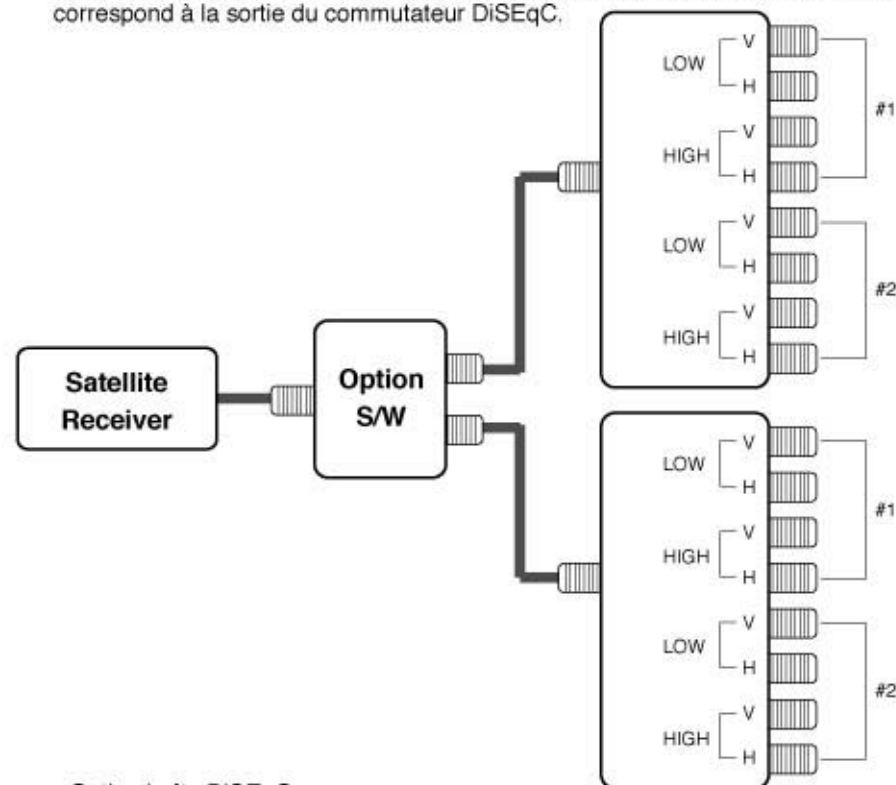 correspond à la sortie du commutateur DiSEqC.
V
LOW
H
#1
V
HIGH
H
V
LOW
H
#2
V
HIGH
H
Satellite
Receiver
Option
S/W
V
LOW
H
#1
V
HIGH
H
V
LOW
H
#2
V
HIGH
H